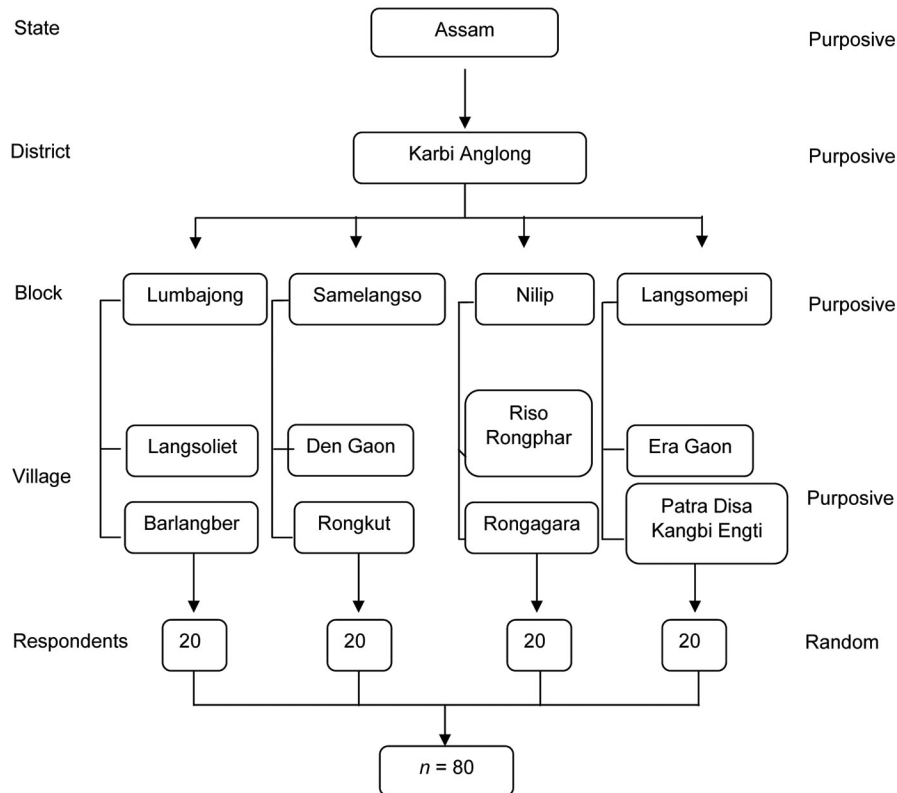 State
Assam
Purposive
District
Karbi Anglong
Purposive
Block
Lumbajong
Samelangso
Nilip
Langsomepi
Purposive
Village
Langsoliet
Den Gaon
Riso
Rongphar
Era Gaon
Barlangber
Rongkut
Rongagara
Patra Disa
Kangbi Engti
Purposive
Respondents
20
20
20
20
Random
n = 80